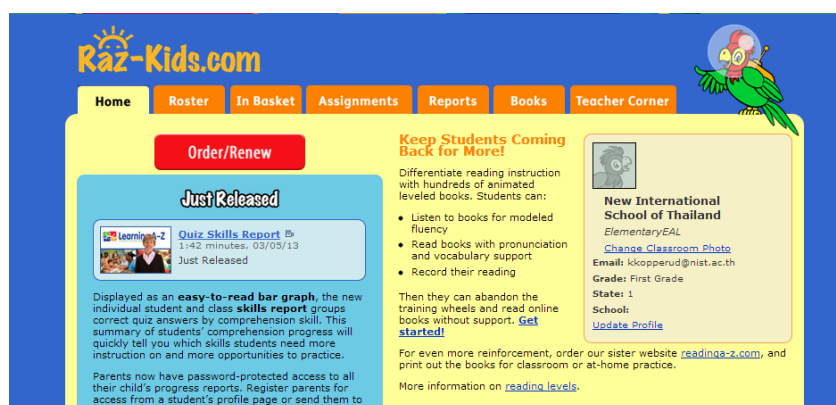 Raz-Kids.com
Home Roster In Basket Assignments Reports Books Teacher Corner
Order/Renew
Just Released
Learning A-Z
Quiz Skills Report
1:42 minutes, 03/05/13
Just Released
Displayed as an easy-to-read bar graph, the new
individual student and class skills report groups
correct quiz answers by comprehension skill. This
summary of students' comprehension progress will
quickly tell you which skills students need more
instruction on and more opportunities to practice.
Parents now have password-protected access to all
their child's progress reports. Register parents for
access from a student's profile page or send them to
Keep Students Coming
Back for More!
Differentiate reading instruction
with hundreds of animated
leveled books. Students can:
• Listen to books for modeled
fluency
• Read books with pronunciation
and vocabulary support
• Record their reading
Then they can abandon the
training wheels and read online
books without support. Get
started!
New International
School of Thailand
ElementaryEAL
Change Classroom Photo
Email: kkopperud@nist.ac.th
Grade: First Grade
State: 1
School:
Update Profile
For even more reinforcement, order our sister website readinga-z.com, and
print out the books for classroom or at-home practice.
More information on reading levels.